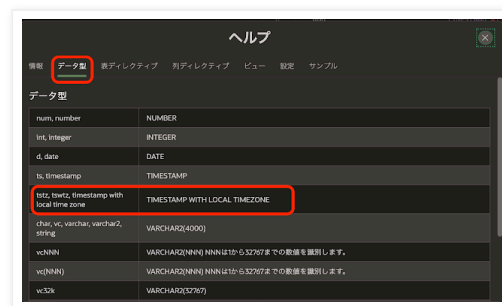 ヘルプ
情報 データ型 表ディレクティブ 列ディレクティブ ビュー 設定 サンプル
データ型
num, number NUMBER
int, integer INTEGER
d, date DATE
ts, timestamp TIMESTAMP
tstz, tswtz, timestamp with
local time zone TIMESTAMP WITH LOCAL TIMEZONE
char, vc, varchar, varchar2,
string VARCHAR2(4000)
vcNNN VARCHAR2(NNN) NNNは1から32767までの数値を識別します。
vc(NNN) VARCHAR2(NNN) NNNは1から32767までの数値を識別します。
vc32k VARCHAR2(32767)